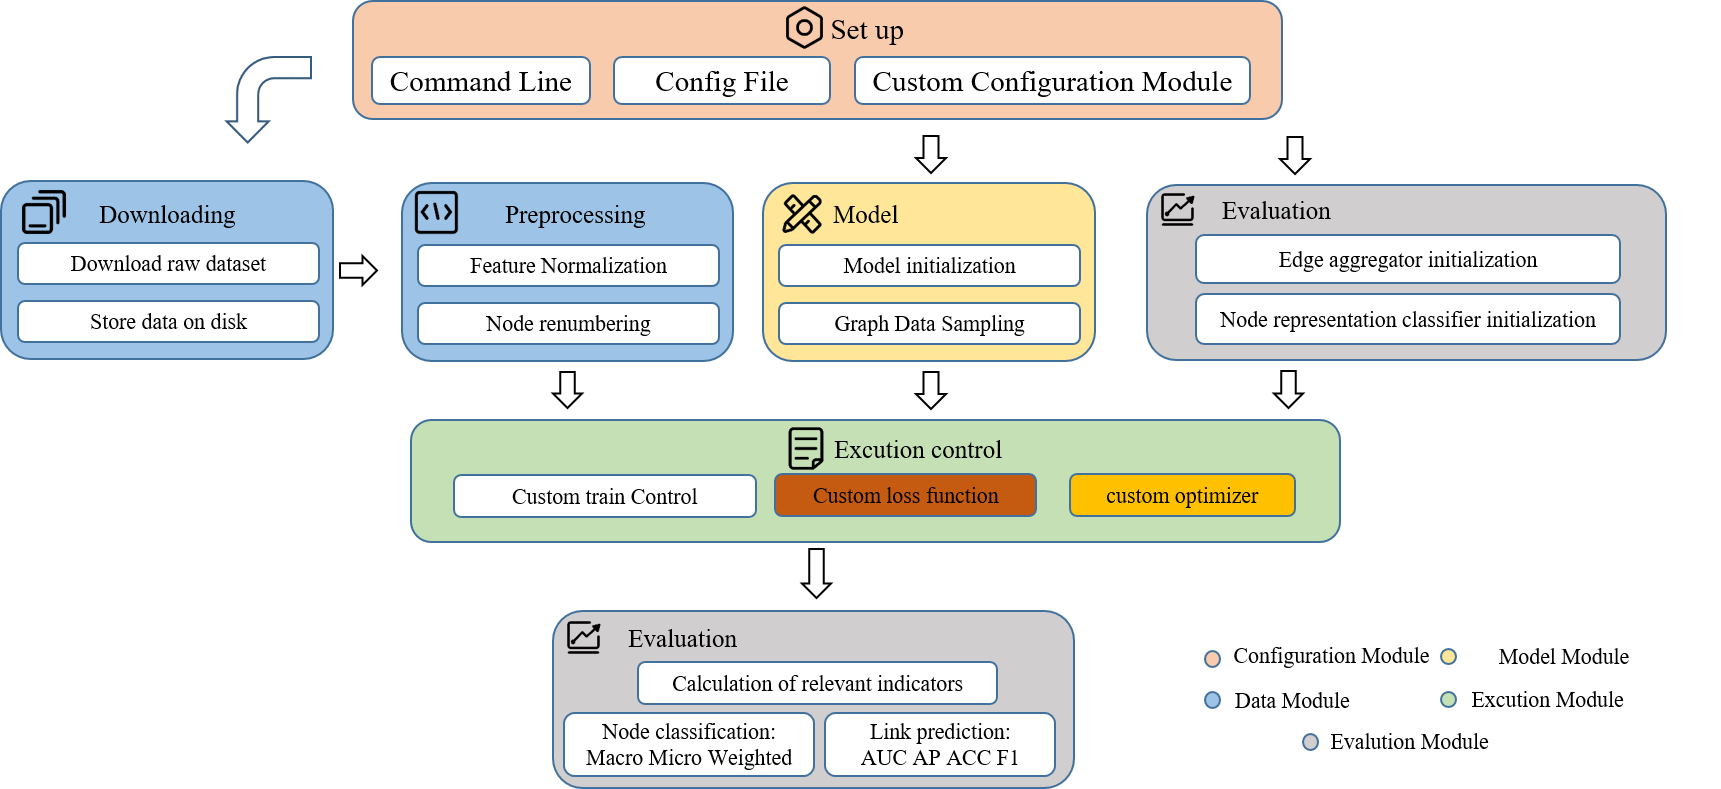 Set up
Command Line
Config File
Custom Configuration Module
Downloading
Download raw dataset
Store data on disk
Preprocessing
Feature Normalization
Node renumbering
Model
Model initialization
Graph Data Sampling
Evaluation
Edge aggregator initialization
Node representation classifier initialization
Excution control
Custom train Control
Custom loss function
custom optimizer
Evaluation
Calculation of relevant indicators
Node classification:
Macro Micro Weighted
Link prediction:
AUC AP ACC F1
Configuration Module
Model Module
Data Module
Excution Module
Evalution Module